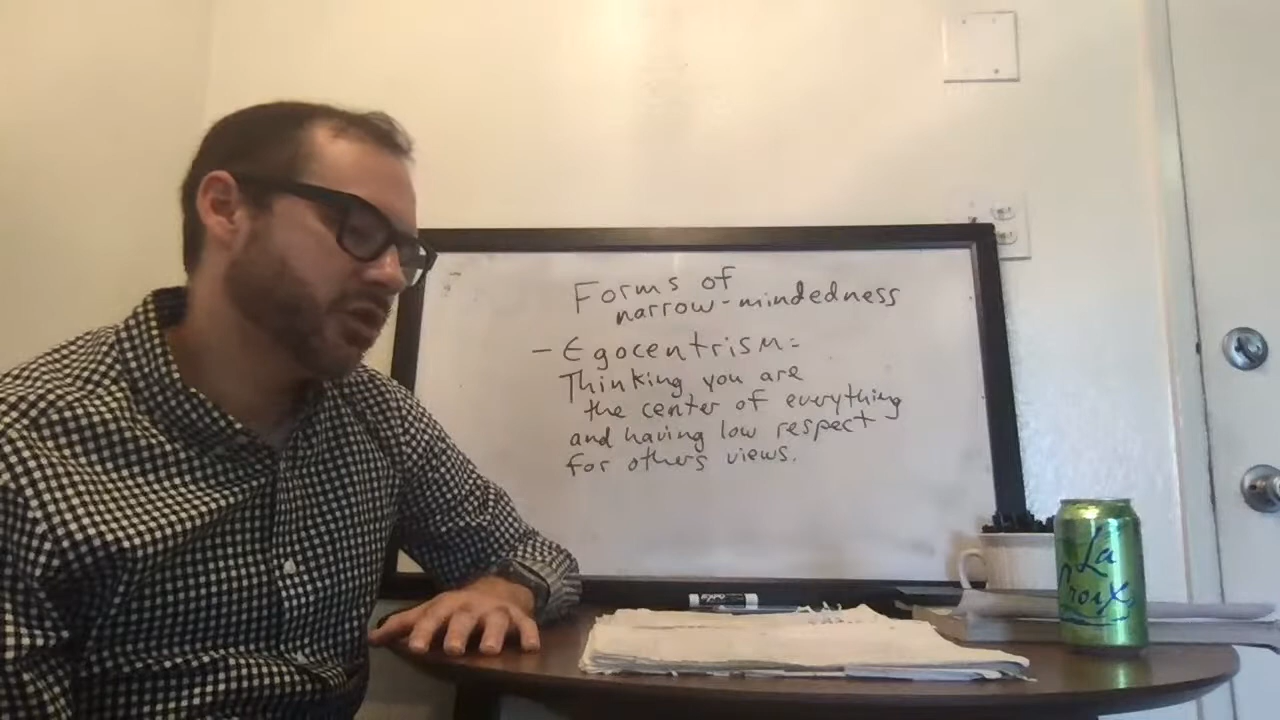 Forms of
narrow-mindedness
- Egocentrism:
Thinking you are
the center of everything
and having low respect
for others views.
La
Croix